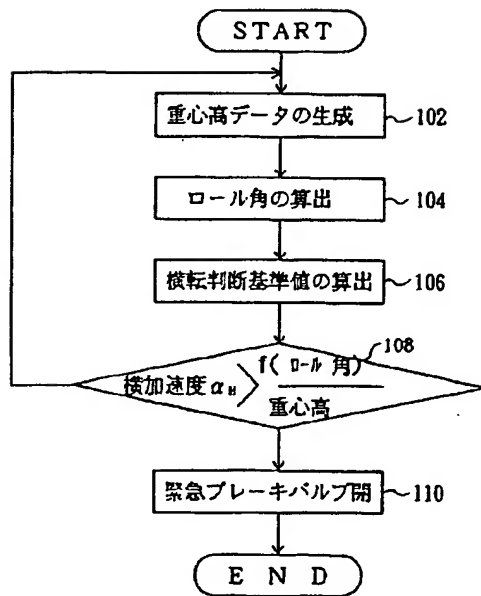 START
重心高データの生成 102
ロール角の算出 104
横転判断基準値の算出 106
108
横加速度 αH > f(ロール角)
重心高
緊急ブレーキバルブ開 110
END